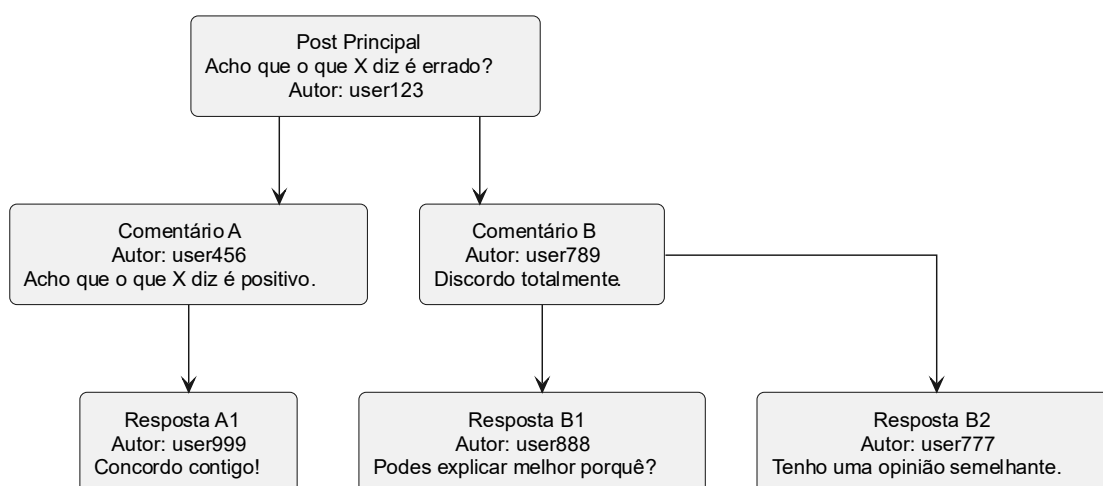 Post Principal
Acho que o que X diz é errado?
Autor: user123
Comentário A
Autor: user456
Acho que o que X diz é positivo.
Comentário B
Autor: user789
Discordo totalmente.
Resposta A1
Autor: user999
Concordo contigo!
Resposta B1
Autor: user888
Podes explicar melhor porquê?
Resposta B2
Autor: user777
Tenho uma opinião semelhante.